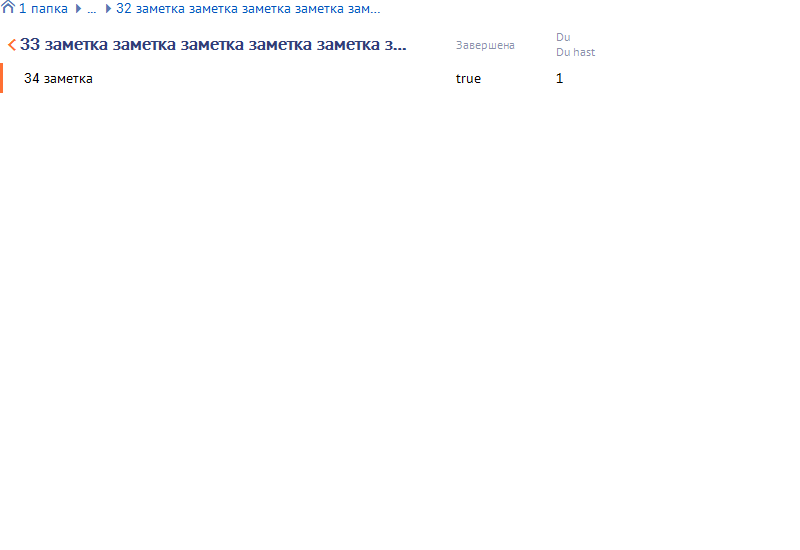 1 папка ... 32 заметка заметка заметка заметка зам...
33 заметка заметка заметка заметка заметка з...
Завершена
Du
Du hast
34 заметка true 1